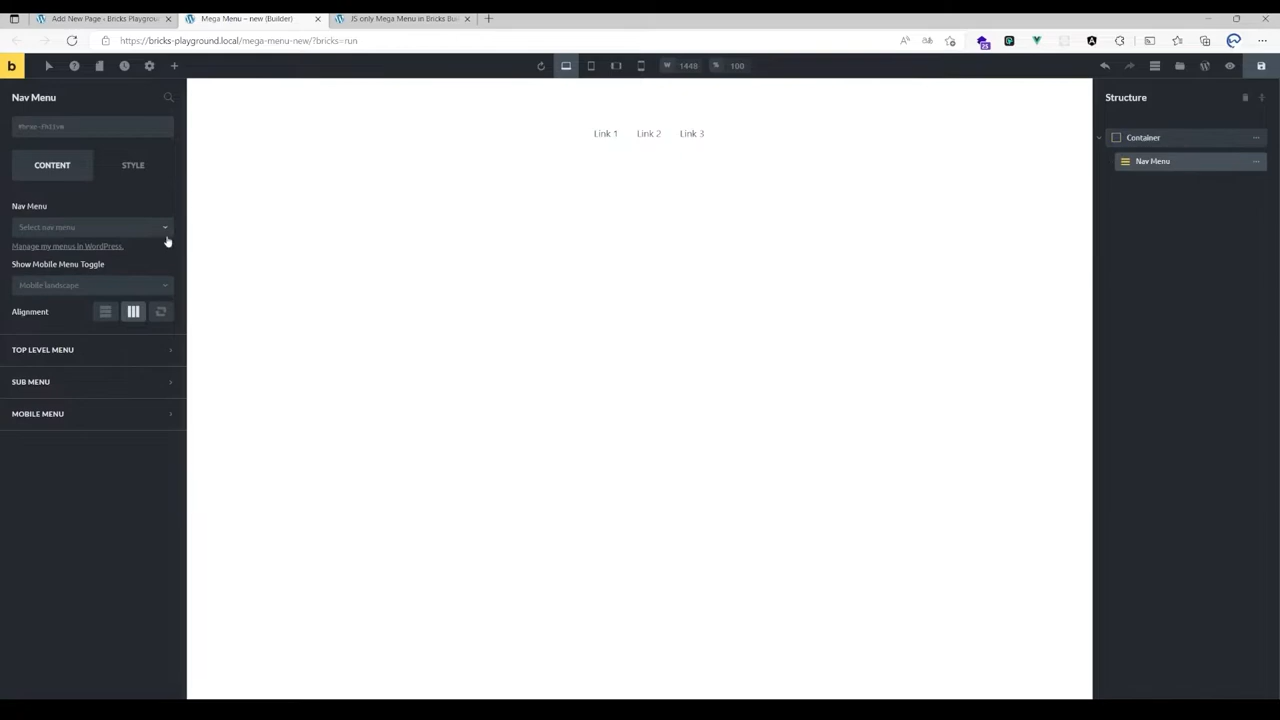 Add New Page ‹ Bricks Playgroun
Mega Menu – new (Builder)
JS only Mega Menu in Bricks Bui
https://bricks-playground.local/mega-menu-new/?bricks=run
25
b
W 1448 % 100
Nav Menu
CONTENT
STYLE
Nav Menu
Select nav menu
Manage my menus in WordPress.
Show Mobile Menu Toggle
Mobile landscape
Alignment
TOP LEVEL MENU
SUB MENU
MOBILE MENU
Link 1
Link 2
Link 3
Structure
Container
Nav Menu